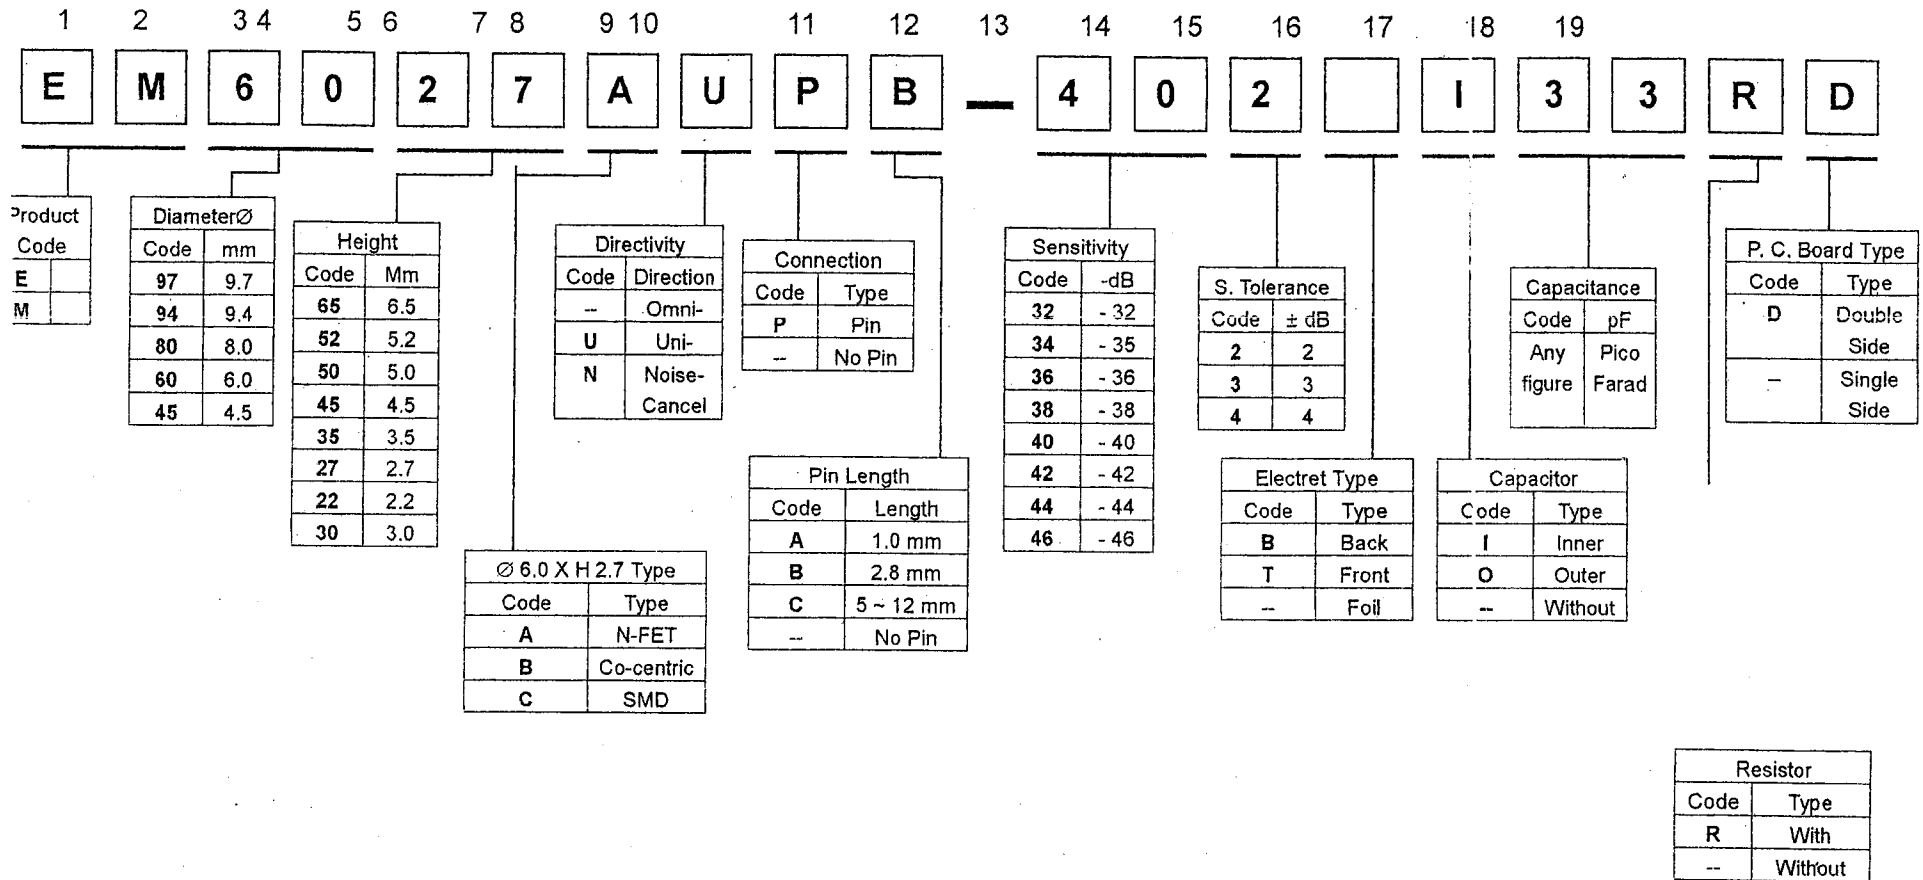 1 2 3 4 5 6 7 8 9 10 11 12 13 14 15 16 17 18 19
E M 6 0 2 7 A U P B – 4 0 2 I 3 3 R D
Product
Code
E
M
DiameterØ
Code mm
97 9.7
94 9.4
80 8.0
60 6.0
45 4.5
Height
Code Mm
65 6.5
52 5.2
50 5.0
45 4.5
35 3.5
27 2.7
22 2.2
30 3.0
Ø 6.0 X H 2.7 Type
Code Type
A N-FET
B Co-centric
C SMD
Directivity
Code Direction
-- Omni-
U Uni-
N Noise-
Cancel
Connection
Code Type
P Pin
-- No Pin
Pin Length
Code Length
A 1.0 mm
B 2.8 mm
C 5 ~ 12 mm
-- No Pin
Sensitivity
Code -dB
32 - 32
34 - 35
36 - 36
38 - 38
40 - 40
42 - 42
44 - 44
46 - 46
S. Tolerance
Code ± dB
2 2
3 3
4 4
Electret Type
Code Type
B Back
T Front
-- Foil
Capacitor
Code Type
I Inner
O Outer
-- Without
Capacitance
Code pF
Any Pico
figure Farad
P. C. Board Type
Code Type
D Double
Side
-- Single
Side
Resistor
Code Type
R With
-- Without